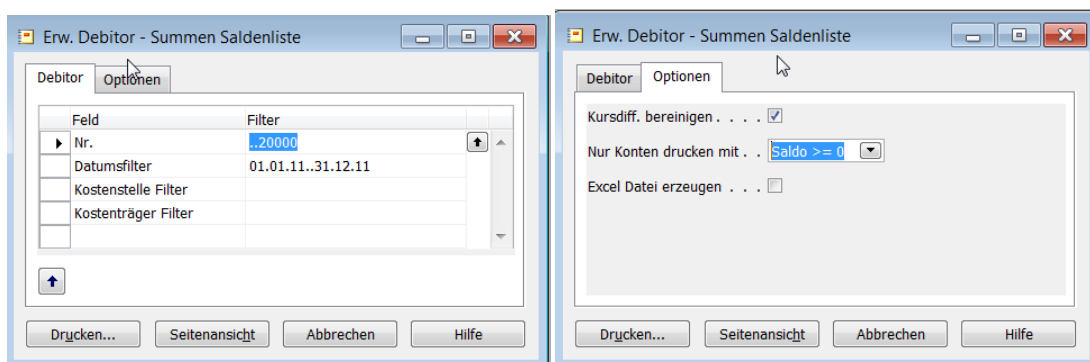 Erw. Debitor - Summen Saldenliste
Debitor Optionen
Feld Filter
Nr. ..20000
Datumsfilter 01.01.11..31.12.11
Kostenstelle Filter
Kostenträger Filter
Drucken... Seitenansicht Abbrechen Hilfe
Erw. Debitor - Summen Saldenliste
Debitor Optionen
Kursdiff. bereinigen . . . .
Nur Konten drucken mit . . Saldo >= 0
Excel Datei erzeugen . . .
Drucken... Seitenansicht Abbrechen Hilfe